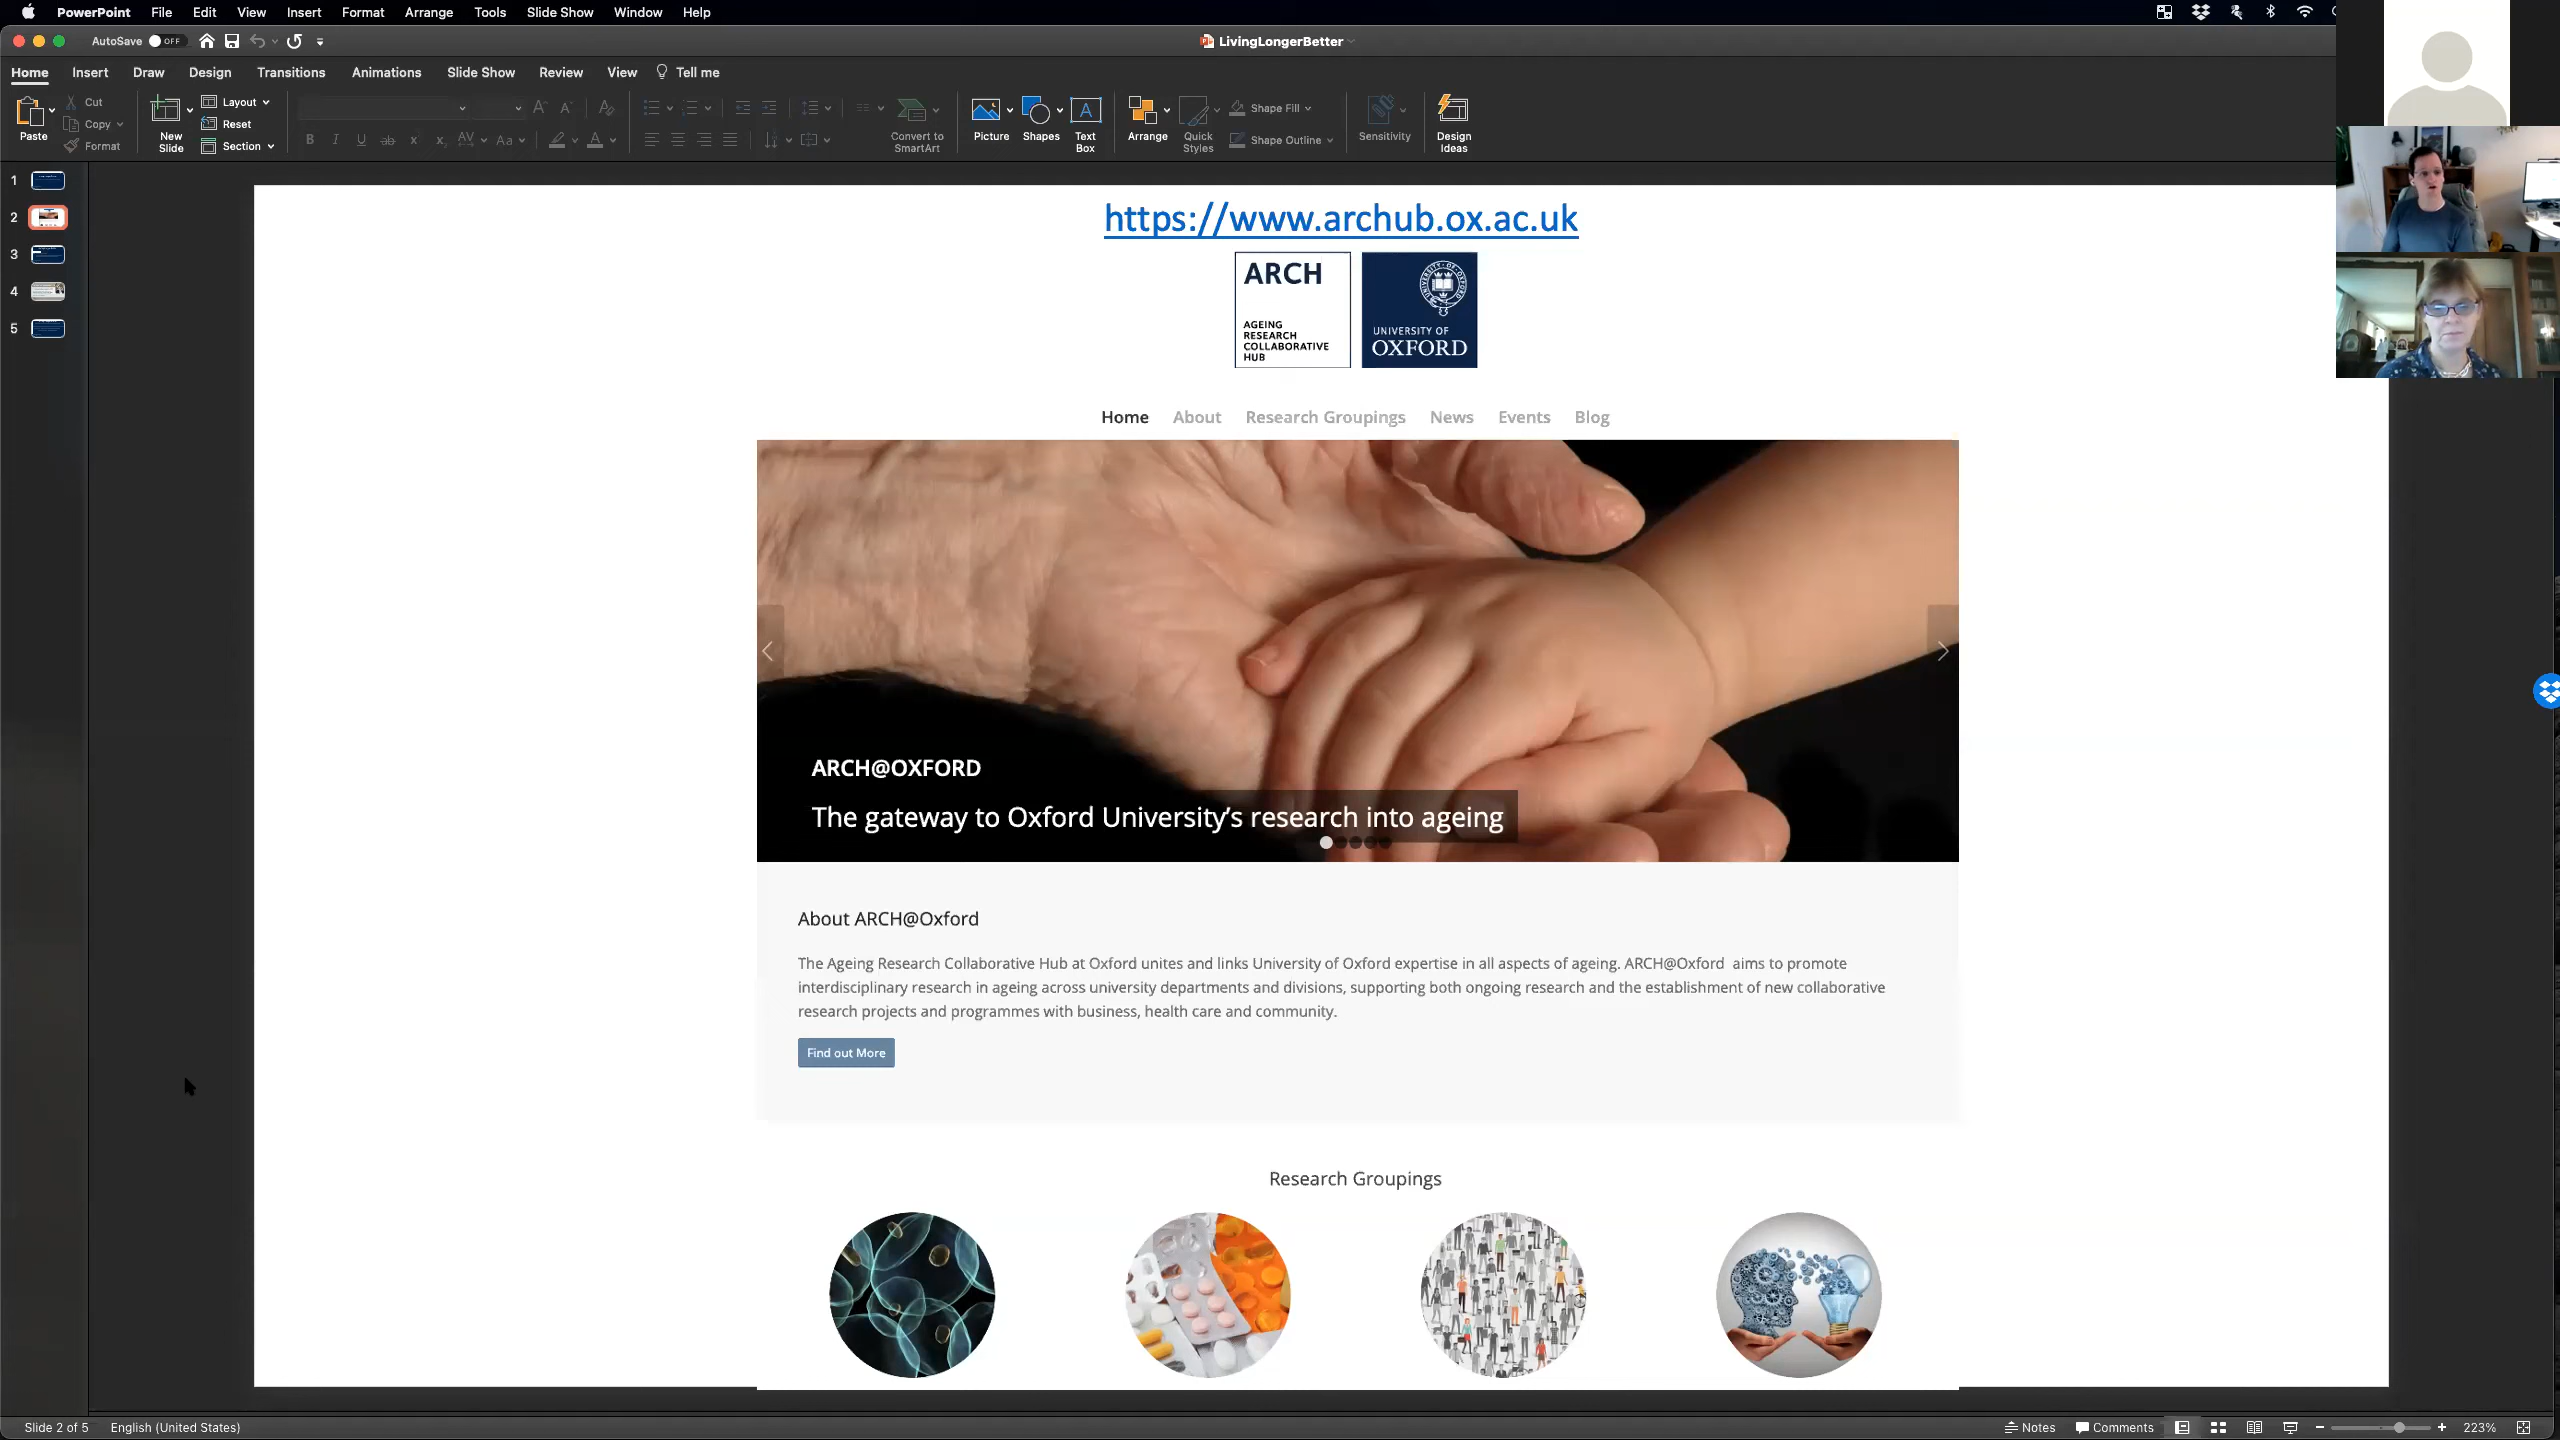 PowerPoint File Edit View Insert Format Arrange Tools Slide Show Window Help
AutoSave OFF LivingLongerBetter
Home Insert Draw Design Transitions Animations Slide Show Review View Tell me
Paste
Cut
Copy
Format
New Slide
Layout
Reset
Section
Convert to SmartArt
Picture
Shapes
Text Box
Arrange
Quick Styles
Shape Fill
Shape Outline
Sensitivity
Design Ideas
1
2
3
4
5
https://www.archub.ox.ac.uk
ARCH
AGEING
RESEARCH
COLLABORATIVE
HUB
UNIVERSITY OF
OXFORD
Home About Research Groupings News Events Blog
ARCH@OXFORD
The gateway to Oxford University's research into ageing
About ARCH@Oxford
The Ageing Research Collaborative Hub at Oxford unites and links University of Oxford expertise in all aspects of ageing. ARCH@Oxford aims to promote
interdisciplinary research in ageing across university departments and divisions, supporting both ongoing research and the establishment of new collaborative
research projects and programmes with business, health care and community.
Find out More
Research Groupings
Slide 2 of 5 English (United States) Notes Comments 223%